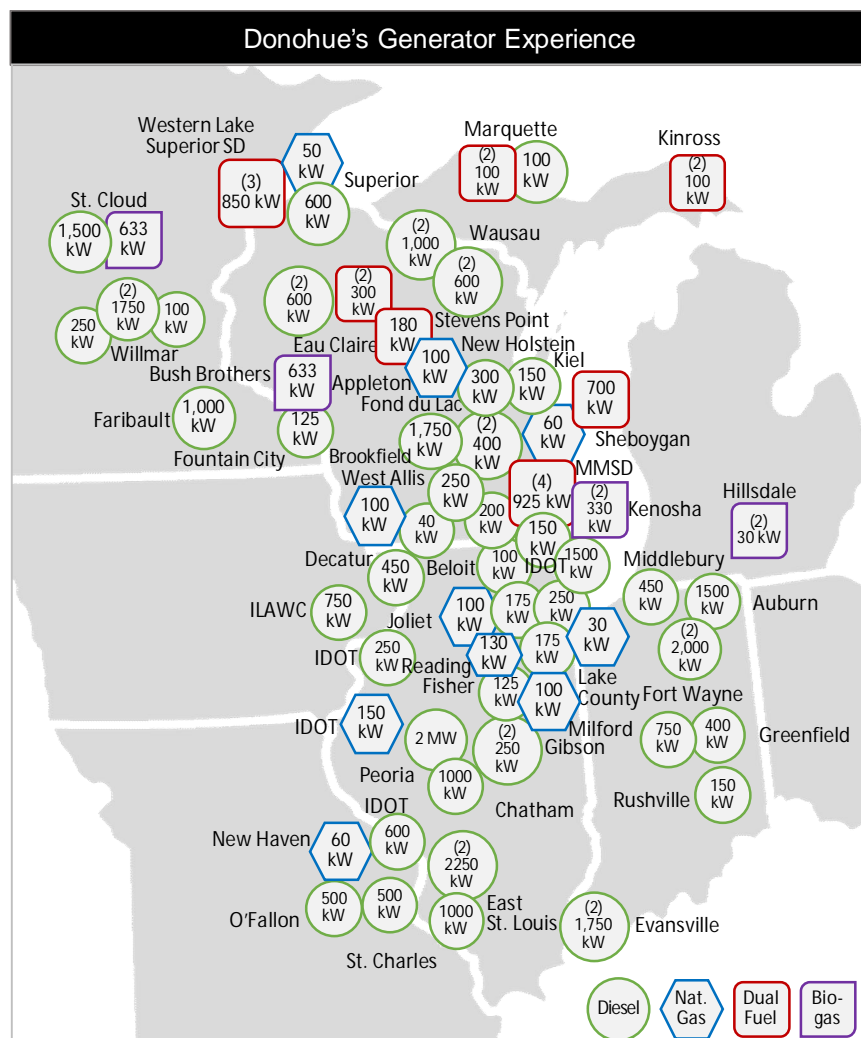 Donohue's Generator Experience
Western Lake
Superior SD
50
kW
Marquette
Kinross
(3)
850 kW
Superior
600
kW
(2)
100
kW
100
kW
(2)
100
kW
St. Cloud
1,500
kW
633
kW
(2)
1,000
kW
Wausau
(2)
600
kW
(2)
1750
kW
100
kW
250
kW
Willmar
(2)
600
kW
(2)
300
kW
180
kW
Stevens Point
Eau Claire
New Holstein
Kiel
Bush Brothers
633
kW
Appleton
100
kW
300
kW
150
kW
700
kW
Faribault
1,000
kW
125
kW
Fond du Lac
1,750
kW
(2)
400
kW
60
kW
Sheboygan
Fountain City
Brookfield
West Allis
250
kW
MMSD
(4)
925 kW
(2)
330
kW
Kenosha
Hillsdale
(2)
30 kW
100
kW
40
kW
200
kW
150
kW
Decatur
450
kW
Beloit
100
kW
IDOT
1500
kW
Middlebury
450
kW
1500
kW
Auburn
ILAWC
750
kW
Joliet
100
kW
175
kW
250
kW
30
kW
(2)
2,000
kW
IDOT
250
kW
Reading
130
kW
175
kW
Fisher
125
kW
100
kW
Lake
County
Fort Wayne
IDOT
150
kW
2 MW
(2)
250
kW
Milford
Gibson
750
kW
400
kW
Greenfield
Peoria
1000
kW
Chatham
Rushville
150
kW
IDOT
600
kW
New Haven
60
kW
(2)
2250
kW
O'Fallon
500
kW
500
kW
1000
kW
East
St. Louis
(2)
1,750
kW
Evansville
St. Charles
Diesel
Nat.
Gas
Dual
Fuel
Bio-
gas